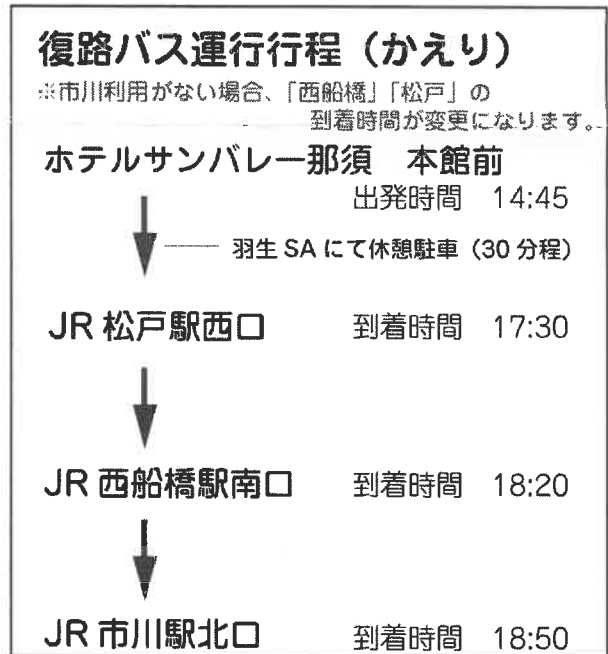 復路バス運行行程（かえり）
※市川利用がない場合、「西船橋」「松戸」の
到着時間が変更になります。
ホテルサンバレー那須　本館前
出発時間　14:45
羽生 SA にて休憩駐車（30 分程）
JR 松戸駅西口　到着時間　17:30
JR 西船橋駅南口　到着時間　18:20
JR 市川駅北口　到着時間　18:50